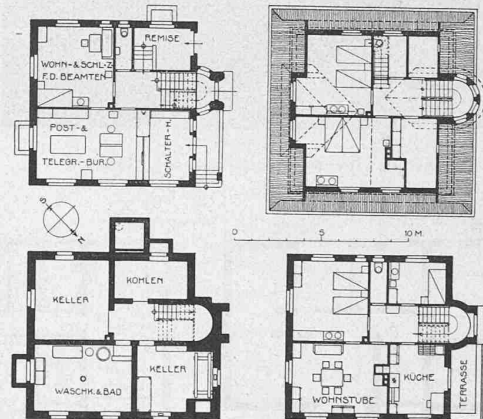 REMISE
WOHN- & SCHL-Z.
F. D. BEAMTEN
POST- &
TELEGR.- BUR.
SCHALTER-H.
S
N
0 5 10 M.
KOHLEN
KELLER
KELLER
WASCHK. & BAD
WOHNSTUBE
KÜCHE
TERRASSE